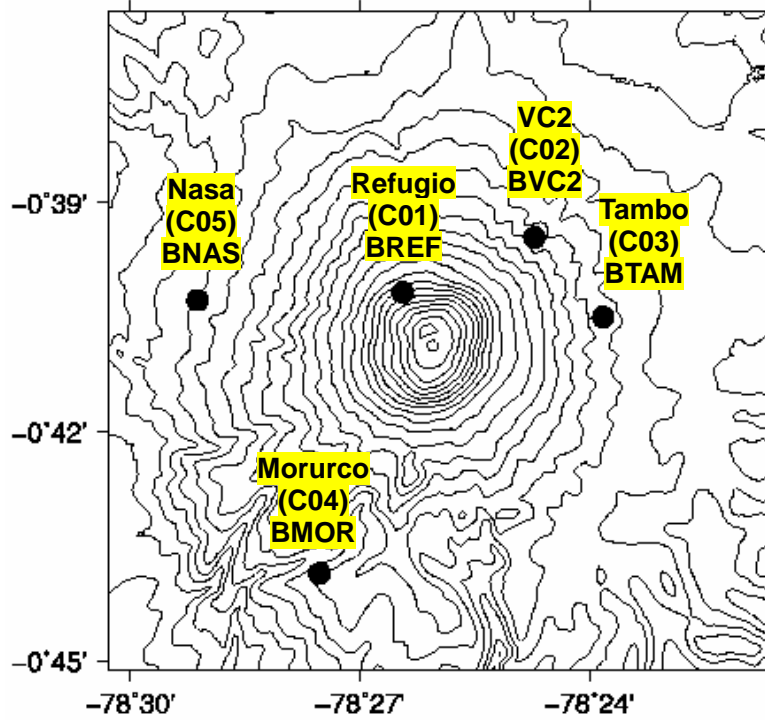 VC2
(C02)
BVC2
Nasa
(C05)
BNAS
Refugio
(C01)
BREF
Tambo
(C03)
BTAM
Morurco
(C04)
BMOR
−0˚39'
−0˚42'
−0˚45'
−78˚30'
−78˚27'
−78˚24'